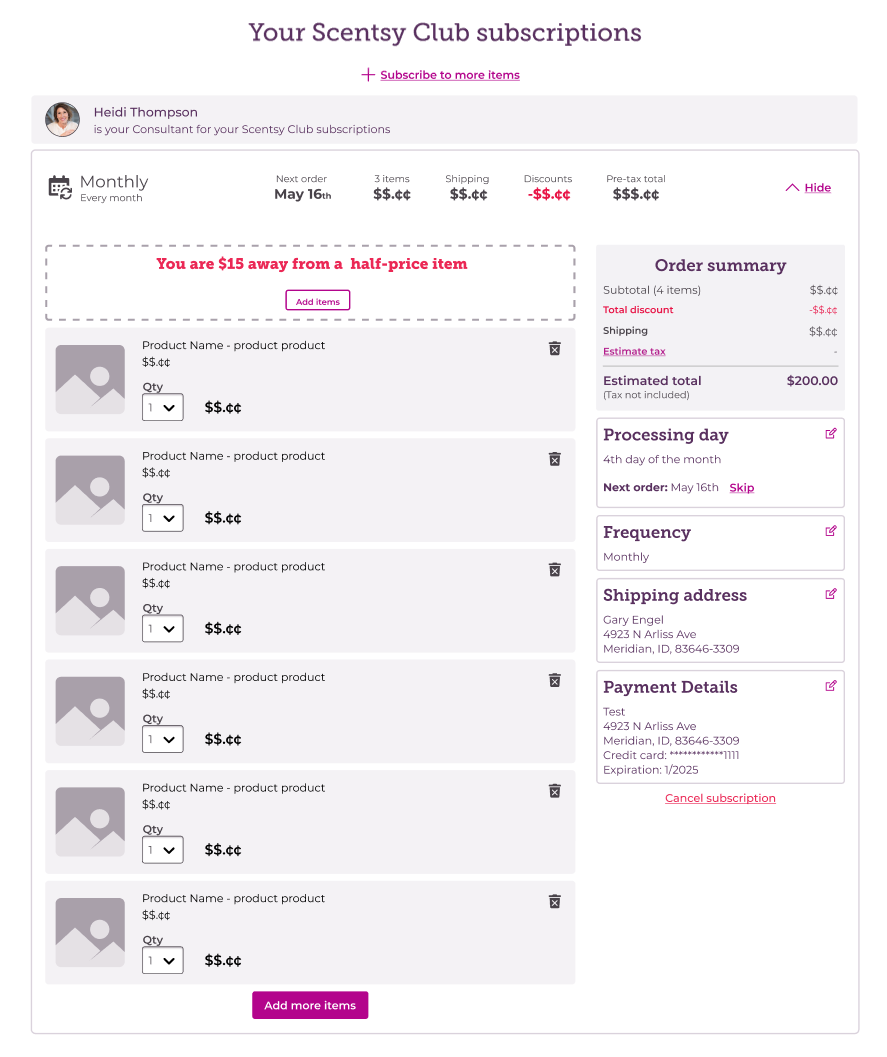 Your Scentsy Club subscriptions
Subscribe to more items
Heidi Thompson
is your Consultant for your Scentsy Club subscriptions
Monthly
Every month
Next order
May 16th
3 items
$$.¢¢
Shipping
$$.¢¢
Discounts
-$$.¢¢
Pre-tax total
$$$.¢¢
Hide
You are $15 away from a half-price item
Add items
Product Name - product product
$$.¢¢
Qty
1 $$.¢¢
Product Name - product product
$$.¢¢
Qty
1 $$.¢¢
Product Name - product product
$$.¢¢
Qty
1 $$.¢¢
Product Name - product product
$$.¢¢
Qty
1 $$.¢¢
Product Name - product product
$$.¢¢
Qty
1 $$.¢¢
Product Name - product product
$$.¢¢
Qty
1 $$.¢¢
Add more items
Order summary
Subtotal (4 items) $$.¢¢
Total discount -$$.¢¢
Shipping $$.¢¢
Estimate tax -
Estimated total $200.00
(Tax not included)
Processing day
4th day of the month
Next order: May 16th Skip
Frequency
Monthly
Shipping address
Gary Engel
4923 N Arliss Ave
Meridian, ID, 83646-3309
Payment Details
Test
4923 N Arliss Ave
Meridian, ID, 83646-3309
Credit card: ************1111
Expiration: 1/2025
Cancel subscription